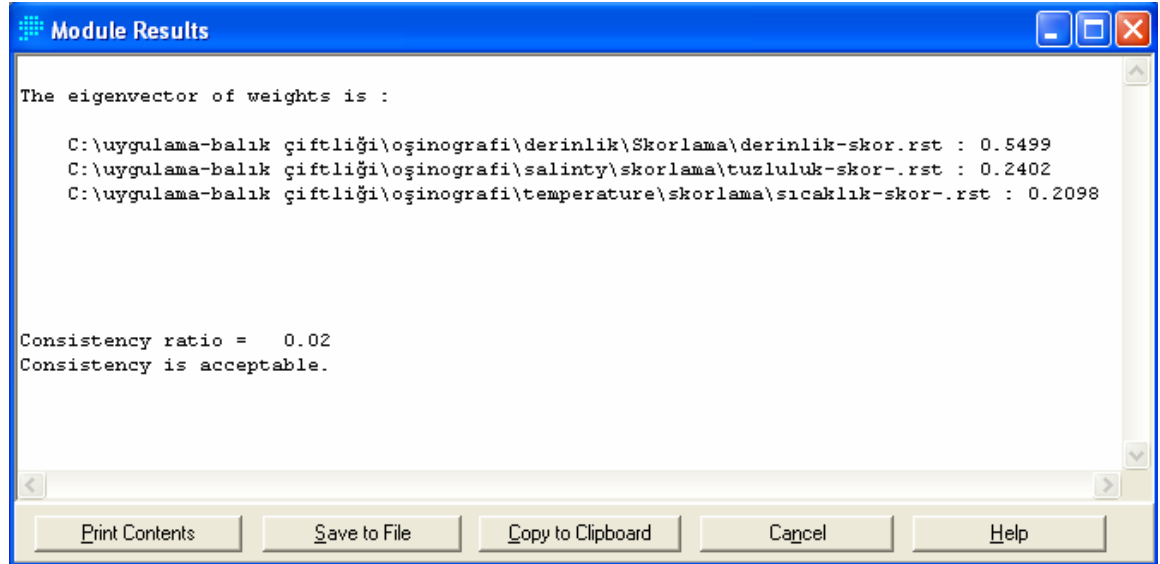 Module Results
The eigenvector of weights is :
C:\uygulama-balık çiftliği\oşinografi\derinlik\Skorlama\derinlik-skor.rst : 0.5499
C:\uygulama-balık çiftliği\oşinografi\salinty\skorlama\tuzluluk-skor-.rst : 0.2402
C:\uygulama-balık çiftliği\oşinografi\temperature\skorlama\sıcaklık-skor-.rst : 0.2098
Consistency ratio = 0.02
Consistency is acceptable.
Print Contents Save to File Copy to Clipboard Cancel Help